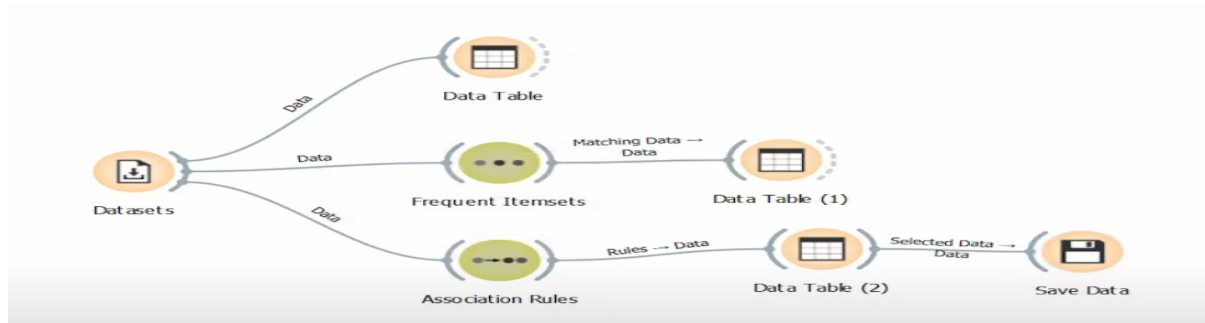 Data Table
Data
Matching Data →
Data
Data
Datasets
Frequent Itemsets
Data Table (1)
Data
Rules → Data
Selected Data →
Data
Association Rules
Data Table (2)
Save Data